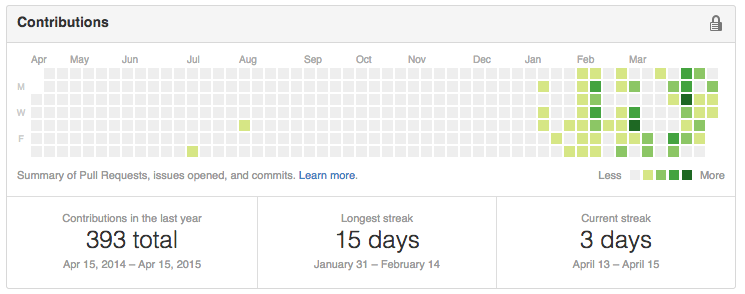 Contributions
Apr May Jun Jul Aug Sep Oct Nov Dec Jan Feb Mar
M
W
F
Summary of Pull Requests, issues opened, and commits. Learn more.
Less More
Contributions in the last year
393 total
Apr 15, 2014 – Apr 15, 2015
Longest streak
15 days
January 31 – February 14
Current streak
3 days
April 13 – April 15